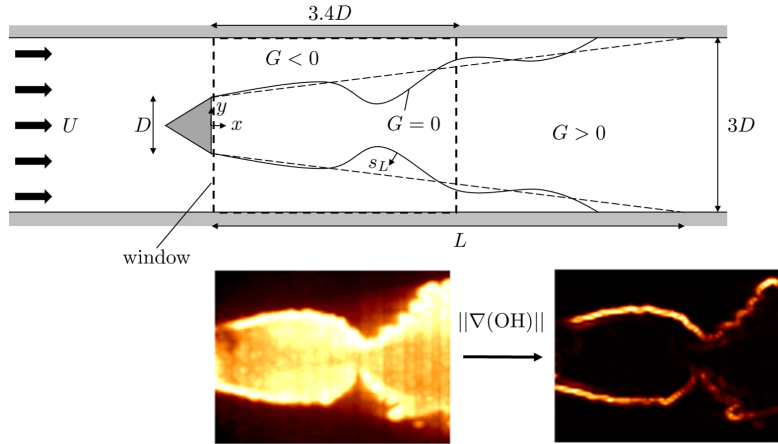 3.4D
G < 0
U
D
y
x
G = 0
G > 0
3D
s_L
L
window
||∇(OH)||